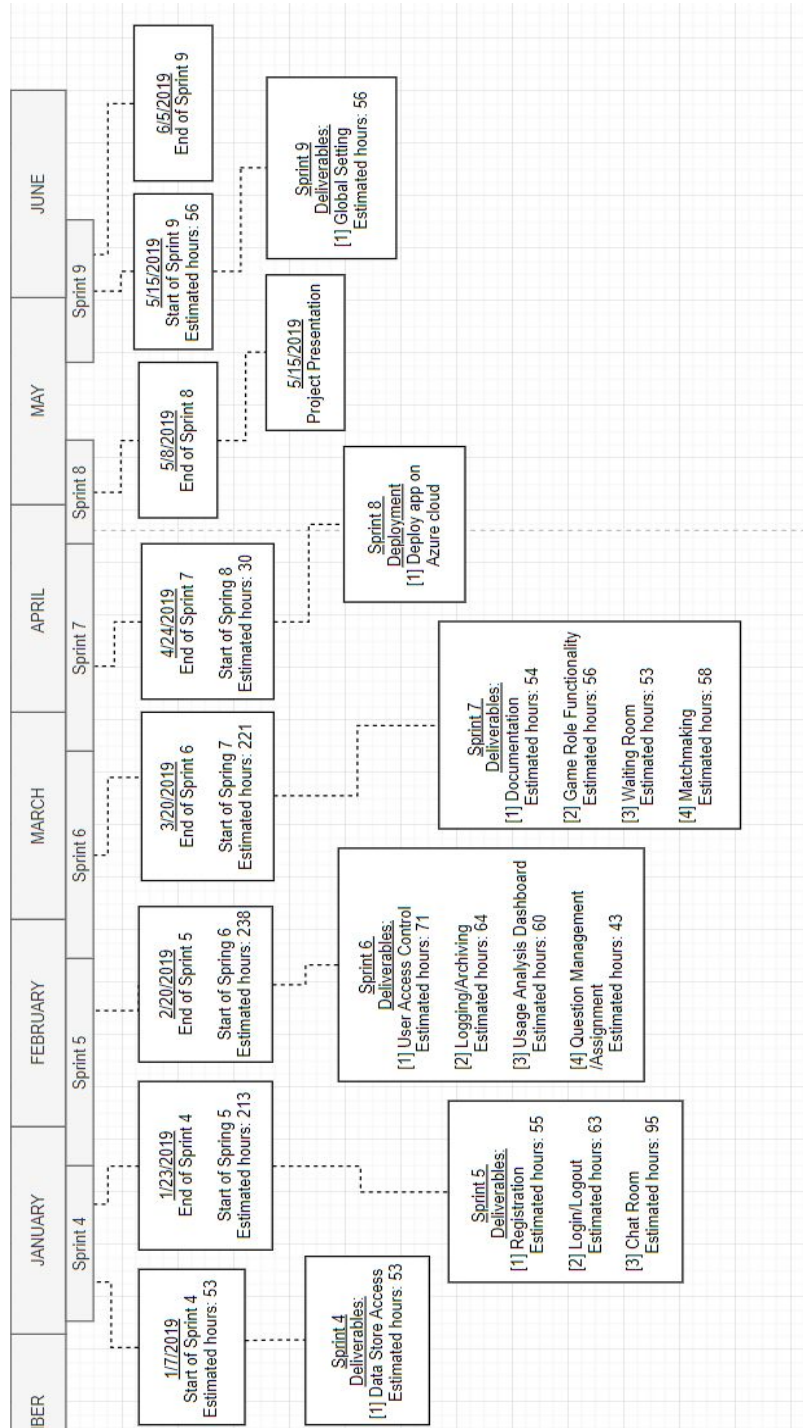 BER
JANUARY
FEBRUARY
MARCH
APRIL
MAY
JUNE
Sprint 4
Sprint 5
Sprint 6
Sprint 7
Sprint 8
Sprint 9
1/7/2019
Start of Sprint 4
Estimated hours: 53
1/23/2019
End of Sprint 4
Start of Spring 5
Estimated hours: 213
2/20/2019
End of Sprint 5
Start of Spring 6
Estimated hours: 238
3/20/2019
End of Sprint 6
Start of Spring 7
Estimated hours: 221
4/24/2019
End of Sprint 7
Start of Spring 8
Estimated hours: 30
5/8/2019
End of Sprint 8
5/15/2019
Start of Sprint 9
Estimated hours: 56
6/5/2019
End of Sprint 9
Sprint 4
Deliverables:
[1] Data Store Access
Estimated hours: 53
Sprint 5
Deliverables:
[1] Registration
Estimated hours: 55
[2] Login/Logout
Estimated hours: 63
[3] Chat Room
Estimated hours: 95
Sprint 6
Deliverables:
[1] User Access Control
Estimated hours: 71
[2] Logging/Archiving
Estimated hours: 64
[3] Usage Analysis Dashboard
Estimated hours: 60
[4] Question Management
/Assignment
Estimated hours: 43
Sprint 7
Deliverables:
[1] Documentation
Estimated hours: 54
[2] Game Role Functionality
Estimated hours: 56
[3] Waiting Room
Estimated hours: 53
[4] Matchmaking
Estimated hours: 58
Sprint 8
Deployment
[1] Deploy app on
Azure cloud
5/15/2019
Project Presentation
Sprint 9
Deliverables:
[1] Global Setting
Estimated hours: 56